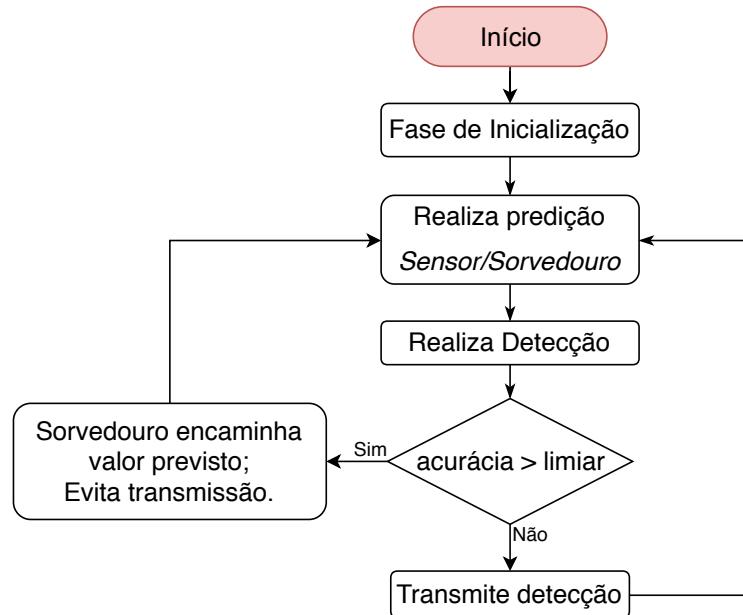 Início
Fase de Inicialização
Realiza predição
Sensor/Sorvedouro
Realiza Detecção
Sorvedouro encaminha
valor previsto;
Evita transmissão.
Sim
acurácia > limiar
Não
Transmite detecção